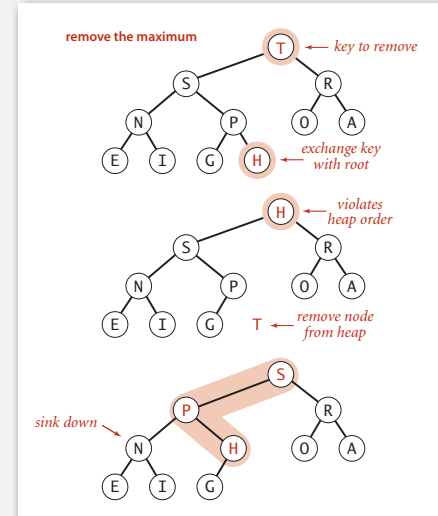 remove the maximum
T
key to remove
S
R
N
P
O
A
E
I
G
H
exchange key
with root
H
violates
heap order
S
R
N
P
O
A
E
I
G
T
remove node
from heap
S
P
R
sink down
N
H
O
A
E
I
G